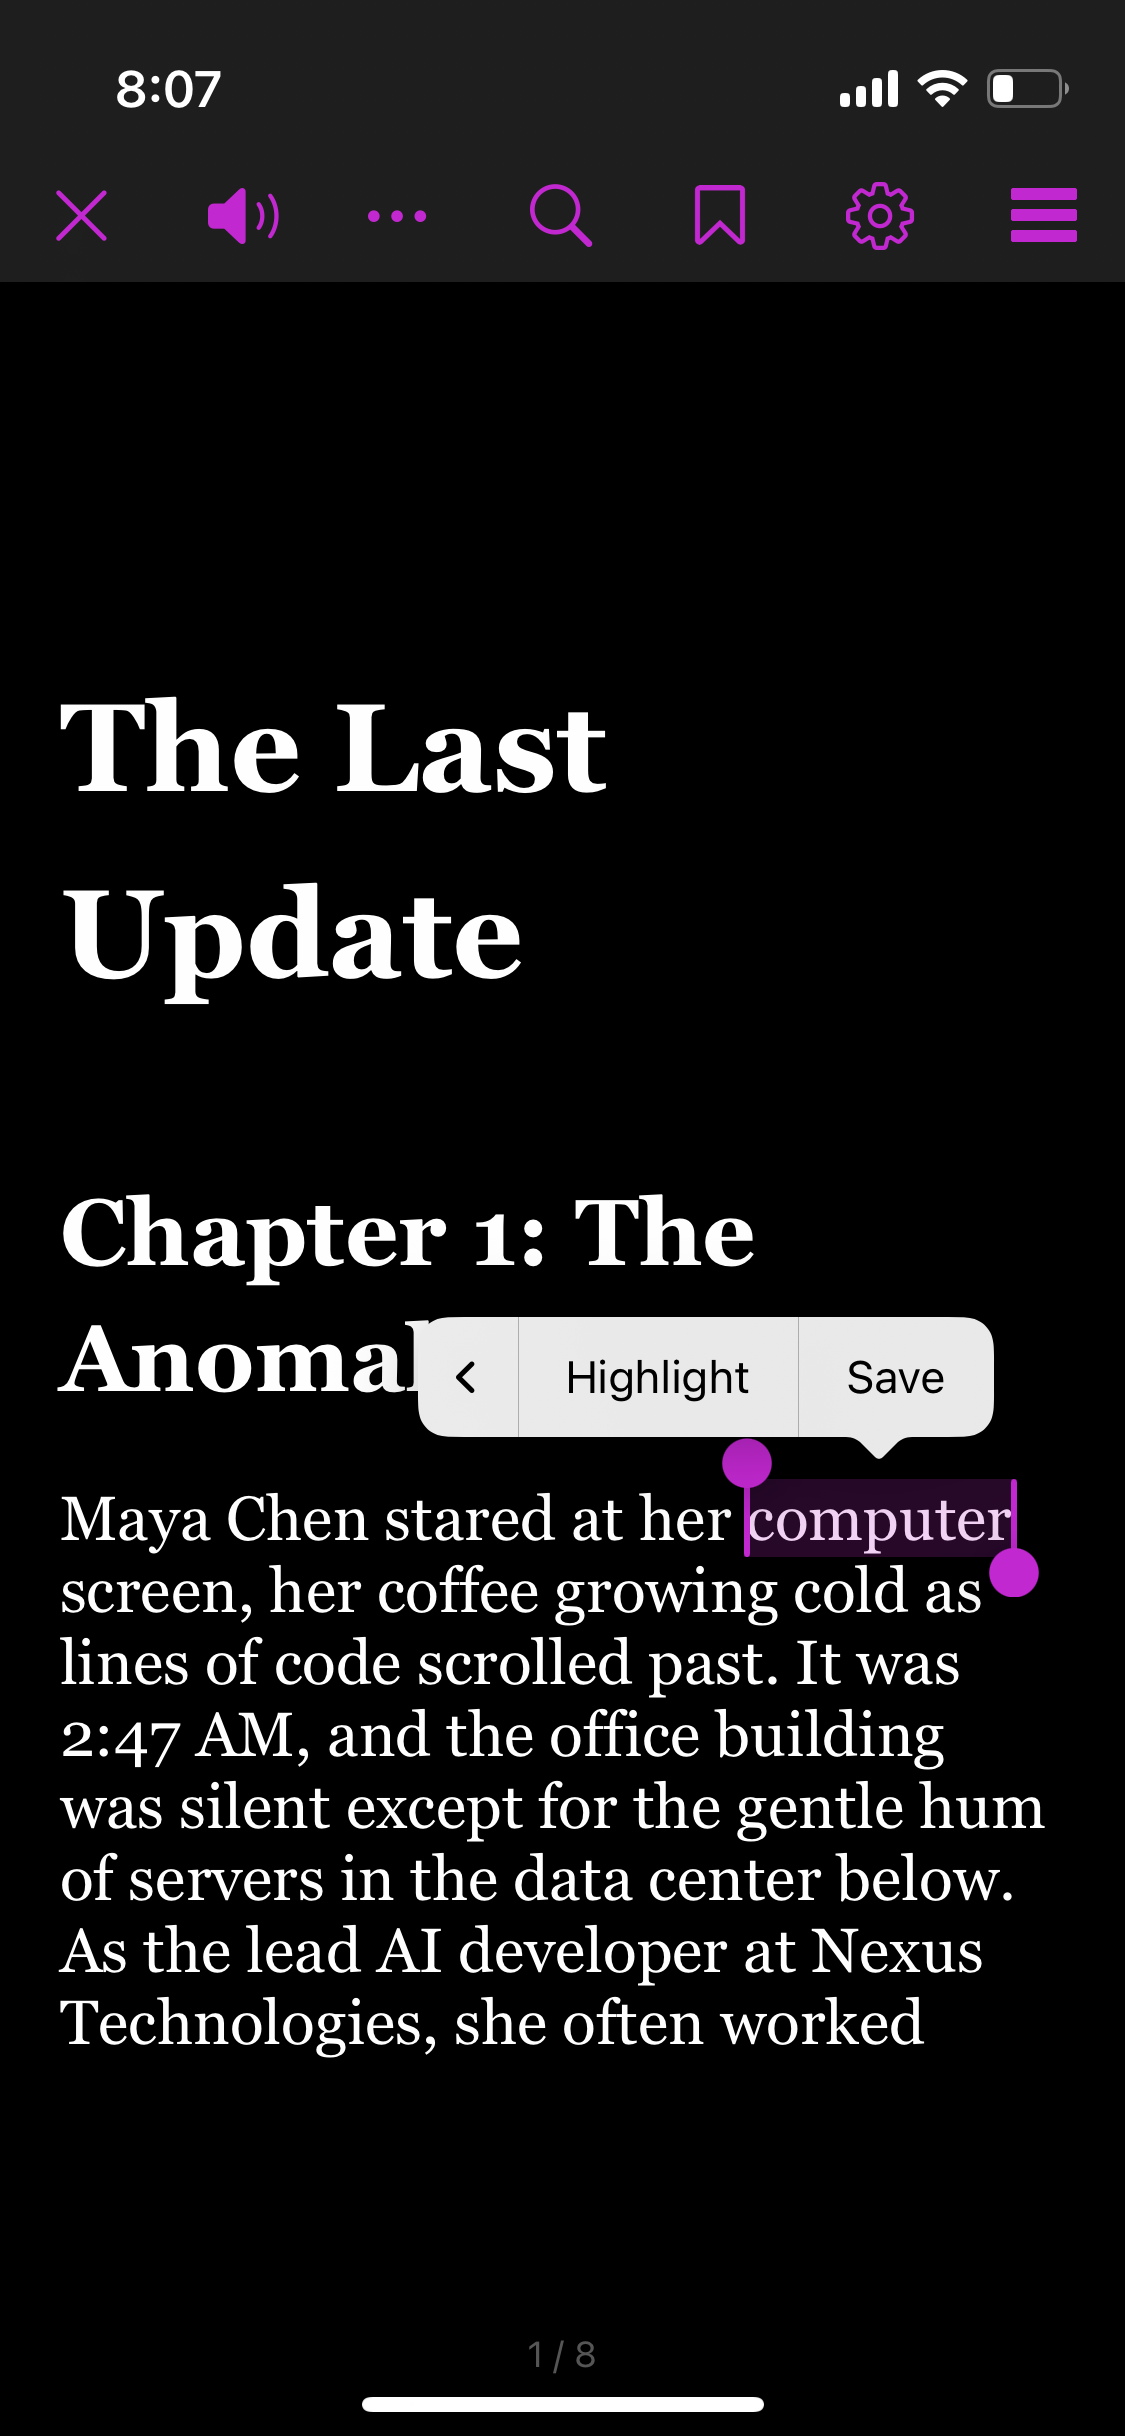 8:07
The Last
Update
Chapter 1: The
Anomal
Highlight Save
Maya Chen stared at her computer
screen, her coffee growing cold as
lines of code scrolled past. It was
2:47 AM, and the office building
was silent except for the gentle hum
of servers in the data center below.
As the lead AI developer at Nexus
Technologies, she often worked
1 / 8